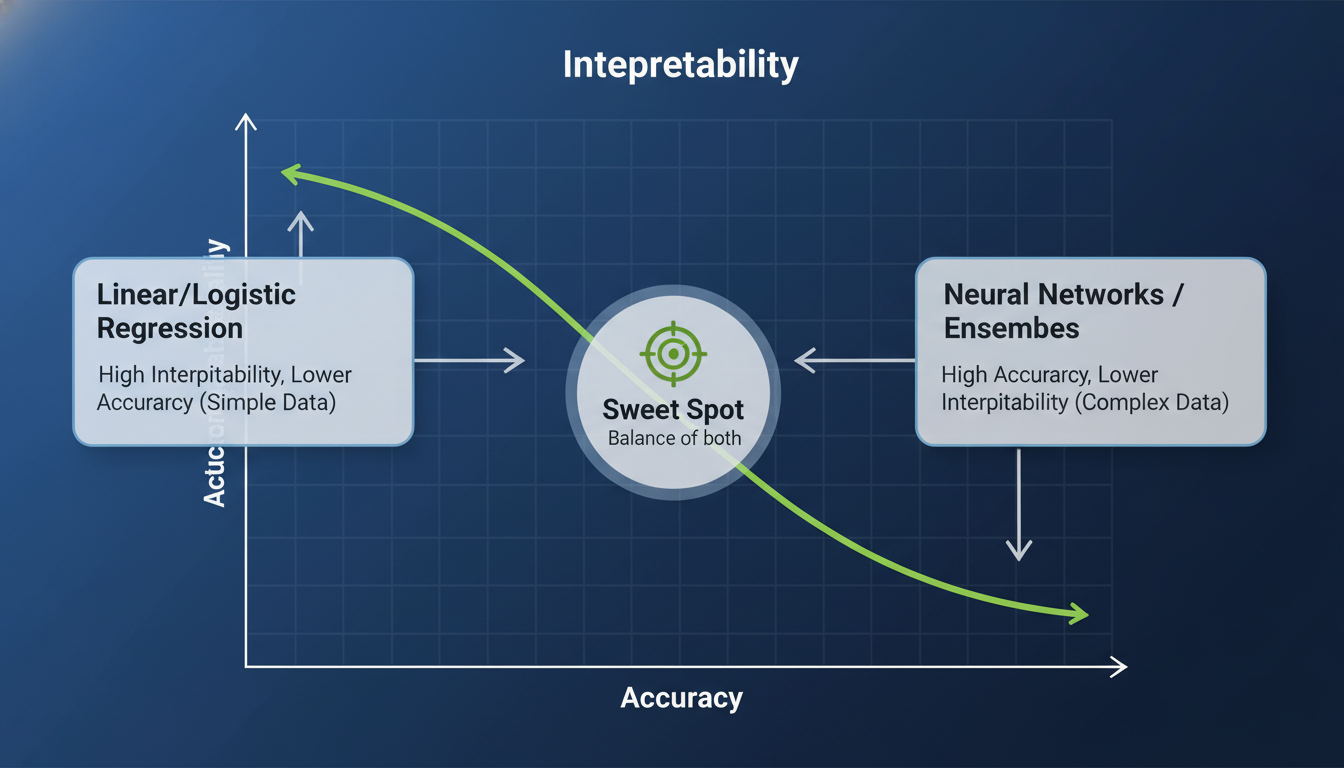 Intepretability
Linear/Logistic
Regression
High Interpitability, Lower
Accurarcy (Simple Data)
Sweet Spot
Balance of both
Neural Networks /
Ensembes
High Accurarcy, Lower
Interpitability (Complex Data)
Accuracy